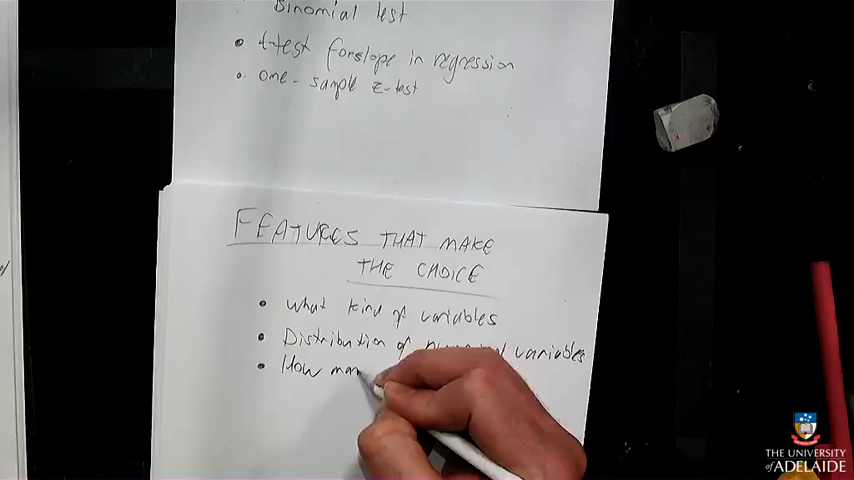 Binomial test
• t-test for slope in regression
• one-sample z-test
FEATURES THAT MAKE
THE CHOICE
• What kind of variables
• Distribution of variables
• How man
THE UNIVERSITY
of ADELAIDE